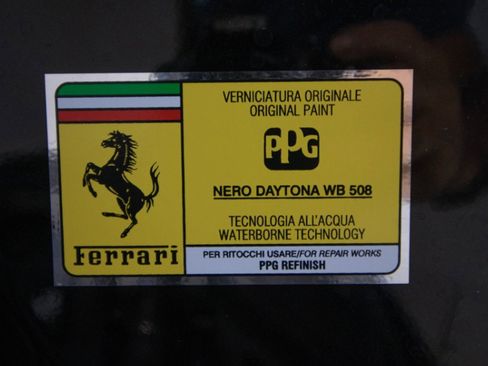 VERNICIATURA ORIGINALE
ORIGINAL PAINT
PPG
NERO DAYTONA WB 508
TECNOLOGIA ALL'ACQUA
WATERBORNE TECHNOLOGY
Ferrari
PER RITOCCHI USARE/FOR REPAIR WORKS
PPG REFINISH